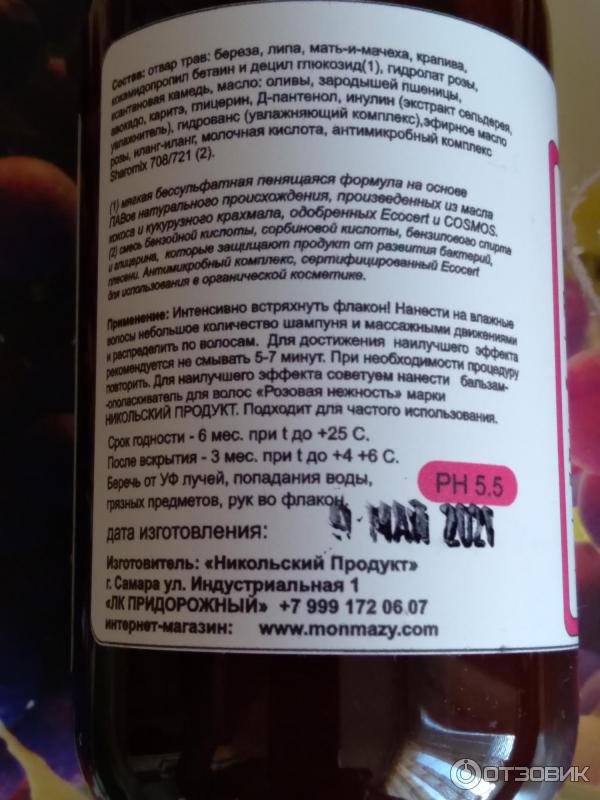 Состав: отвар трав: береза, липа, мать-и-мачеха, крапива,
кокамидопропил бетаин и децил глюкозид(1), гидролат розы,
ксантановая камедь, масло: оливы, зародышей пшеницы,
авокадо, каритэ, глицерин, Д-пантенол, инулин (экстракт сельдерея,
увлажнитель), гидрованс (увлажняющий комплекс),эфирное масло
розы, иланг-иланг, молочная кислота, антимикробный комплекс
Sharomix 708/721 (2).
(1) мягкая бессульфатная пенящаяся формула на основе
ПАВов натурального происхождения, произведенных из масла
кокоса и кукурузного крахмала, одобренных Ecocert и COSMOS.
(2) смесь бензойной кислоты, сорбиновой кислоты, бензилового спирта
и глицерина, которые защищают продукт от развития бактерий,
плесени. Антимикробный комплекс, сертифицированный Ecocert
для использования в органической косметике.
Применение: Интенсивно встряхнуть флакон! Нанести на влажные
волосы небольшое количество шампуня и массажными движениями
и распределить по волосам. Для достижения наилучшего эффекта
рекомендуется не смывать 5-7 минут. При необходимости процедуру
повторить. Для наилучшего эффекта советуем нанести бальзам-
-ополаскиватель для волос «Розовая нежность» марки
НИКОЛЬСКИЙ ПРОДУКТ. Подходит для частого использования.
Срок годности - 6 мес. при t до +25 С.
После вскрытия - 3 мес. при t до +4 +6 С.
Беречь от УФ лучей, попадания воды,
грязных предметов, рук во флакон.
PH 5.5
дата изготовления: МАЙ 2021
Изготовитель: «Никольский Продукт»
г. Самара ул. Индустриальная 1
«ЛК ПРИДОРОЖНЫЙ» +7 999 172 06 07
интернет-магазин: www.monmazy.com
ОТЗОВИК